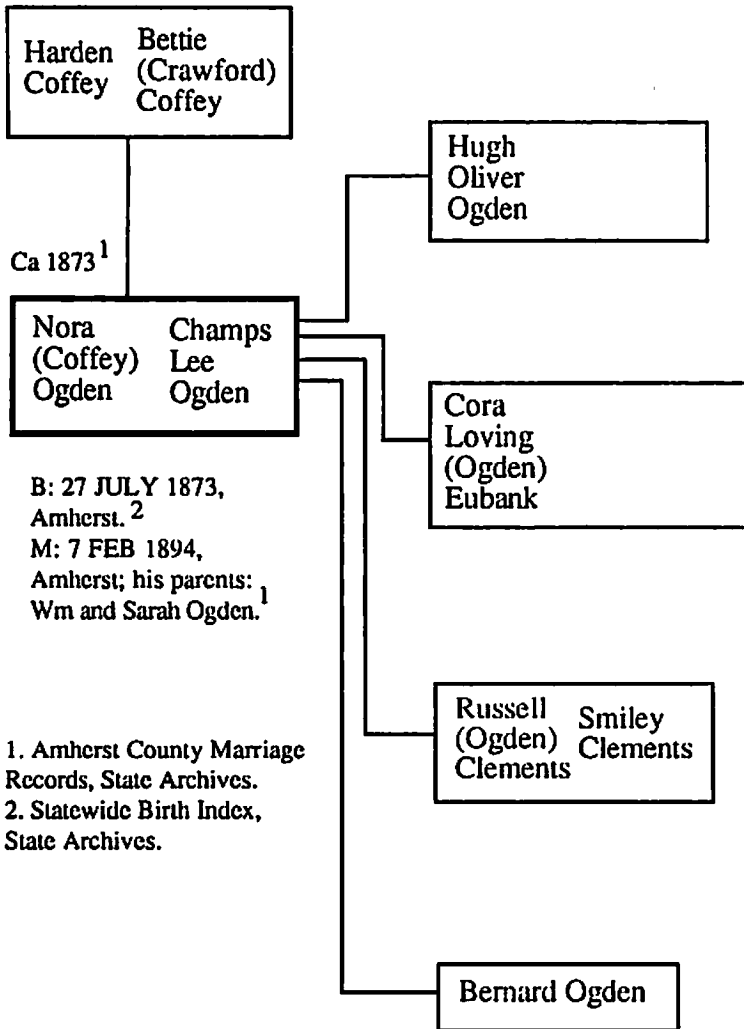 Harden
Coffey
Bettie
(Crawford)
Coffey
Hugh
Oliver
Ogden
Ca 1873 1
Nora
(Coffey)
Ogden
Champs
Lee
Ogden
Cora
Loving
(Ogden)
Eubank
B: 27 JULY 1873,
Amherst. 2
M: 7 FEB 1894,
Amherst; his parents:
Wm and Sarah Ogden. 1
Russell
(Ogden)
Clements
Smiley
Clements
1. Amherst County Marriage
Records, State Archives.
2. Statewide Birth Index,
State Archives.
Bernard Ogden